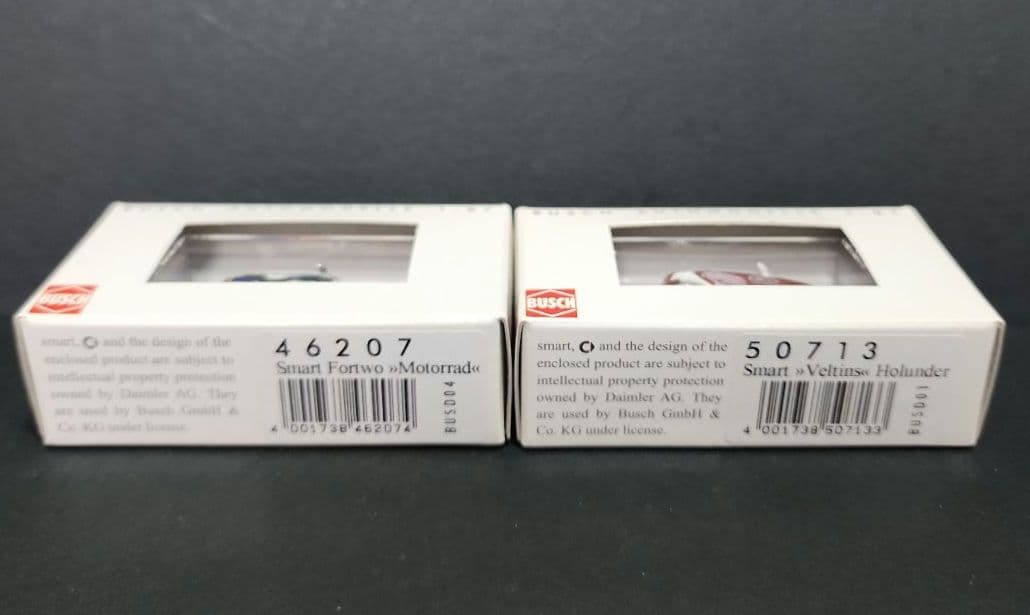 BUSCH
smart, and the design of the
enclosed product are subject to
intellectual property protection
owned by Daimler AG. They
are used by Busch GmbH &
Co. KG under license.
46207
Smart Fortwo »Motorrad«
4 001738 462074
BUSD04
BUSCH
smart, and the design of the
enclosed product are subject to
intellectual property protection
owned by Daimler AG. They
are used by Busch GmbH &
Co. KG under license.
50713
Smart »Veltins« Holunder
4 001738 507133
BUSD01